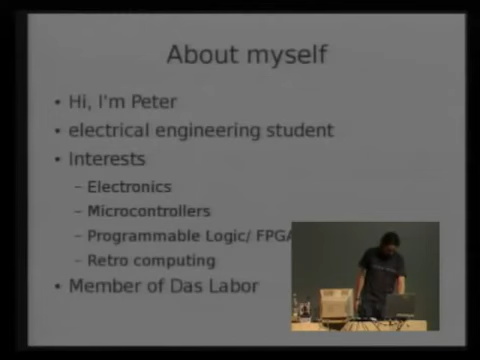 About myself
• Hi, I'm Peter
• electrical engineering student
• Interests
– Electronics
– Microcontrollers
– Programmable Logic/ FPGA
– Retro computing
• Member of Das Labor